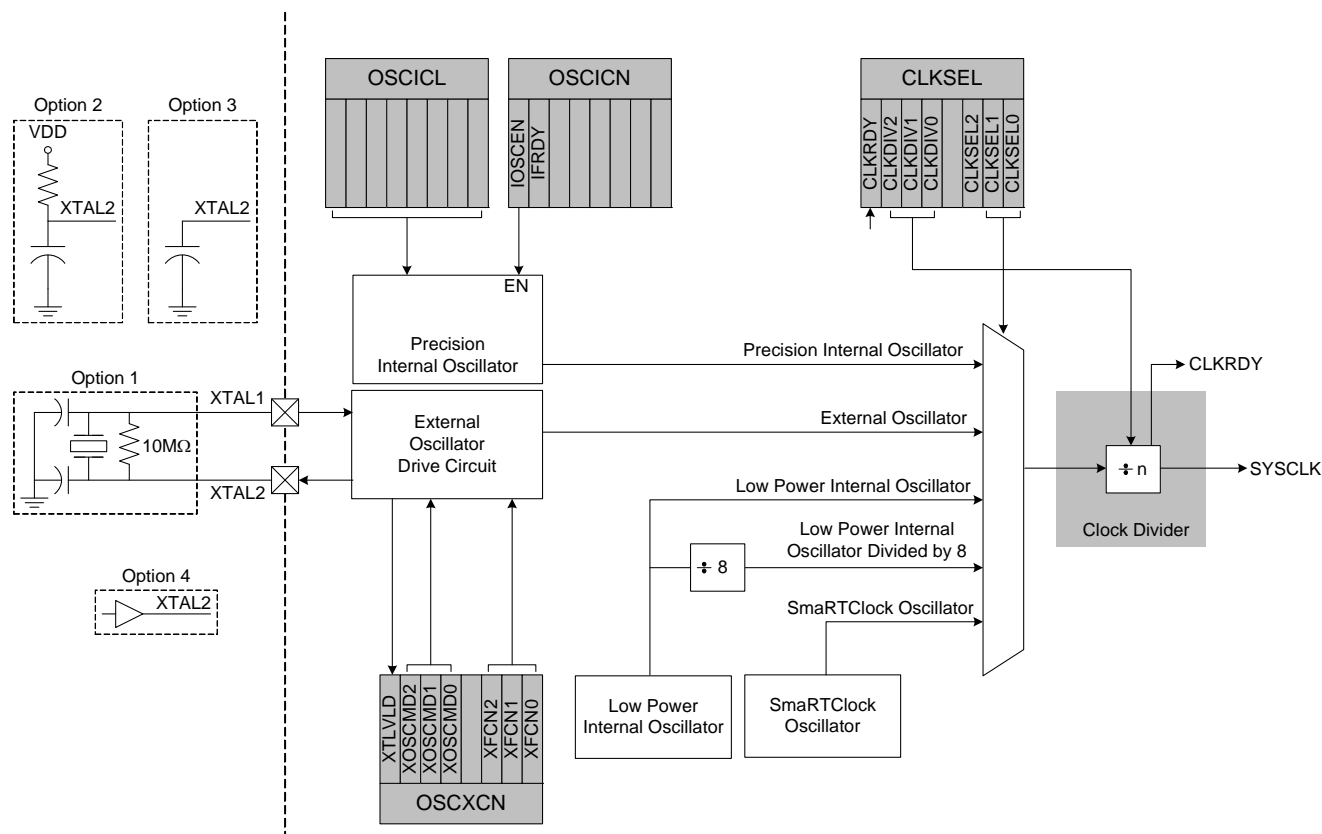 OSCICL
OSCICN
CLKSEL
IOSCEN
IFRDY
CLKRDY
CLKDIV2
CLKDIV1
CLKDIV0
CLKSEL2
CLKSEL1
CLKSEL0
Option 2
VDD
XTAL2
Option 3
XTAL2
EN
Precision
Internal Oscillator
Precision Internal Oscillator
CLKRDY
Option 1
XTAL1
10MΩ
XTAL2
External
Oscillator
Drive Circuit
External Oscillator
÷ n
SYSCLK
Clock Divider
Low Power Internal Oscillator
Low Power Internal
Oscillator Divided by 8
÷ 8
SmaRTClock Oscillator
Option 4
XTAL2
Low Power
Internal Oscillator
SmaRTClock
Oscillator
XTLVLD
XOSCMD2
XOSCMD1
XOSCMD0
XFCN2
XFCN1
XFCN0
OSCXCN